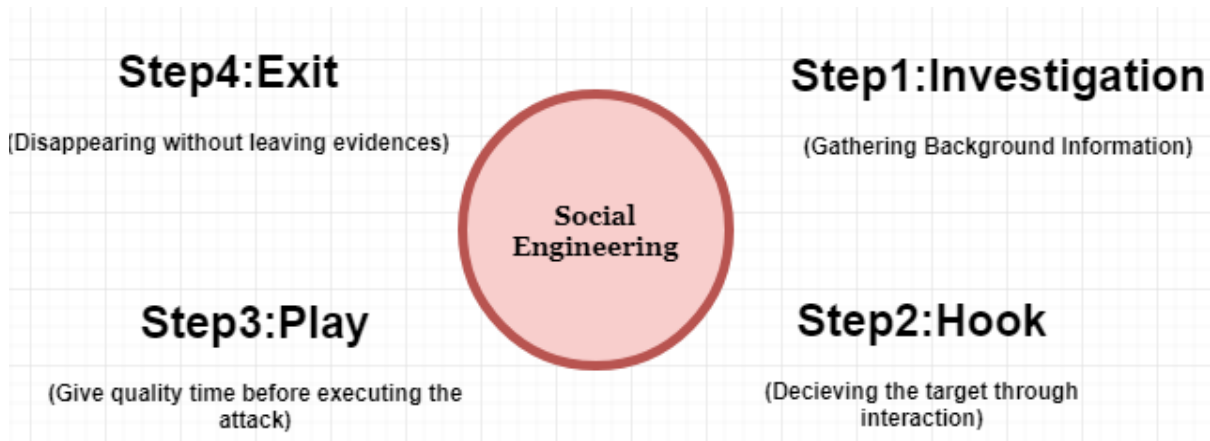 Step4:Exit
(Disappearing without leaving evidences)
Step1:Investigation
(Gathering Background Information)
Social
Engineering
Step3:Play
(Give quality time before executing the
attack)
Step2:Hook
(Decieving the target through
interaction)